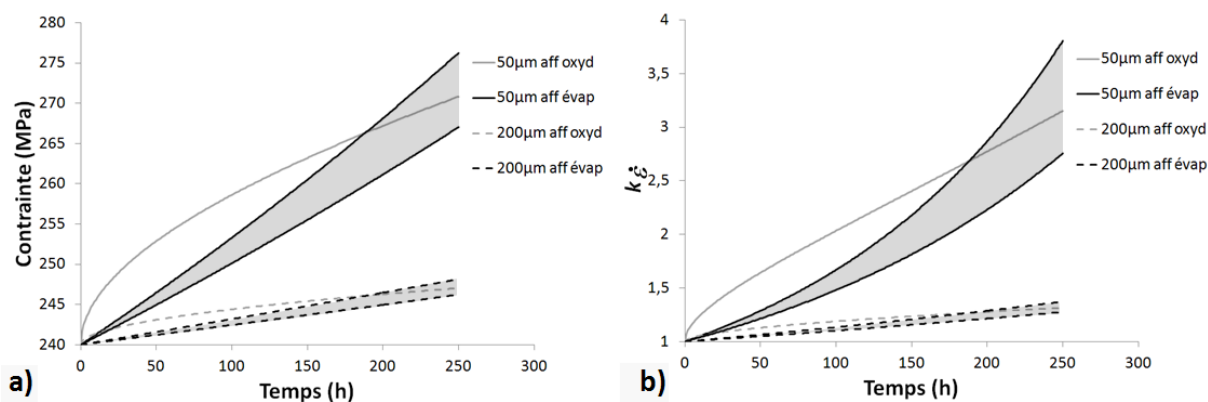 280
275
270
265
260
255
250
245
240
Contrainte (MPa)
0 50 100 150 200 250 300
Temps (h)
a)
50µm aff oxyd
50µm aff évap
200µm aff oxyd
200µm aff évap
4
3,5
3
2,5
2
1,5
1
k ε̇
0 50 100 150 200 250 300
Temps (h)
b)
50µm aff oxyd
50µm aff évap
200µm aff oxyd
200µm aff évap